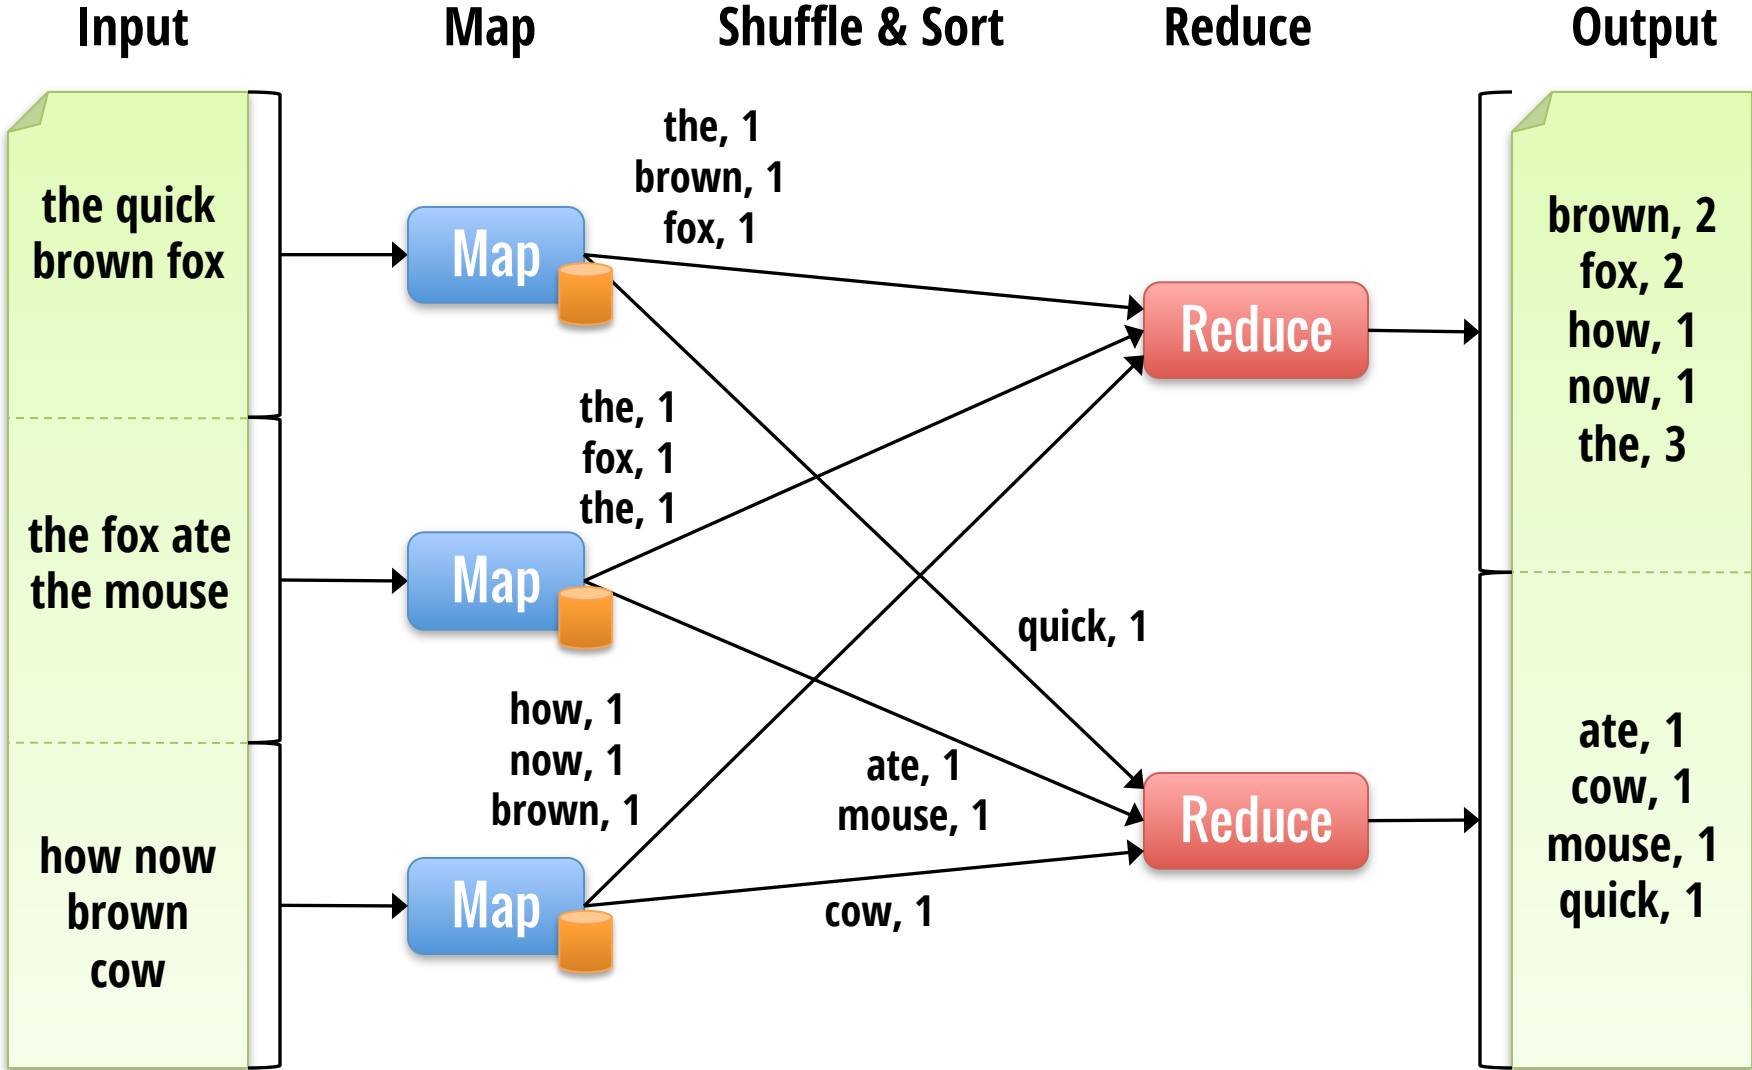 Input
Map
Shuffle & Sort
Reduce
Output
the quick
brown fox
the fox ate
the mouse
how now
brown
cow
Map
Map
Map
the, 1
brown, 1
fox, 1
the, 1
fox, 1
the, 1
how, 1
now, 1
brown, 1
quick, 1
ate, 1
mouse, 1
cow, 1
Reduce
Reduce
brown, 2
fox, 2
how, 1
now, 1
the, 3
ate, 1
cow, 1
mouse, 1
quick, 1